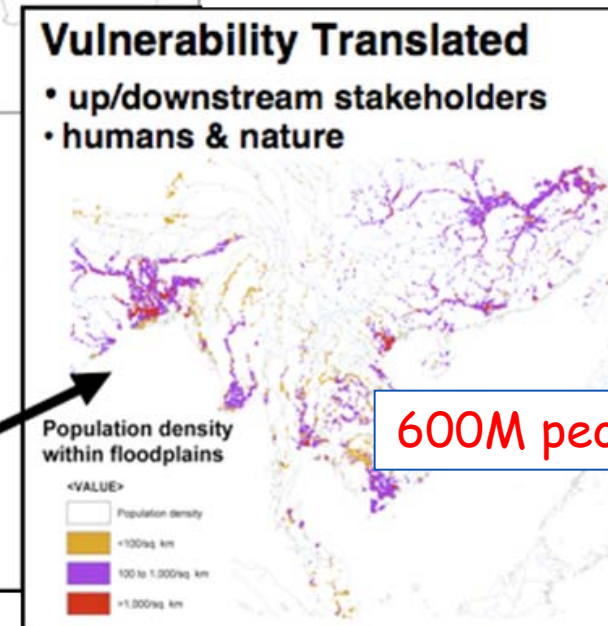 Vulnerability Translated
• up/downstream stakeholders
• humans & nature
600M peo
Population density
within floodplains
<VALUE>
Population density
<100/sq. km
100 to 1,000/sq. km
>1,000/sq. km